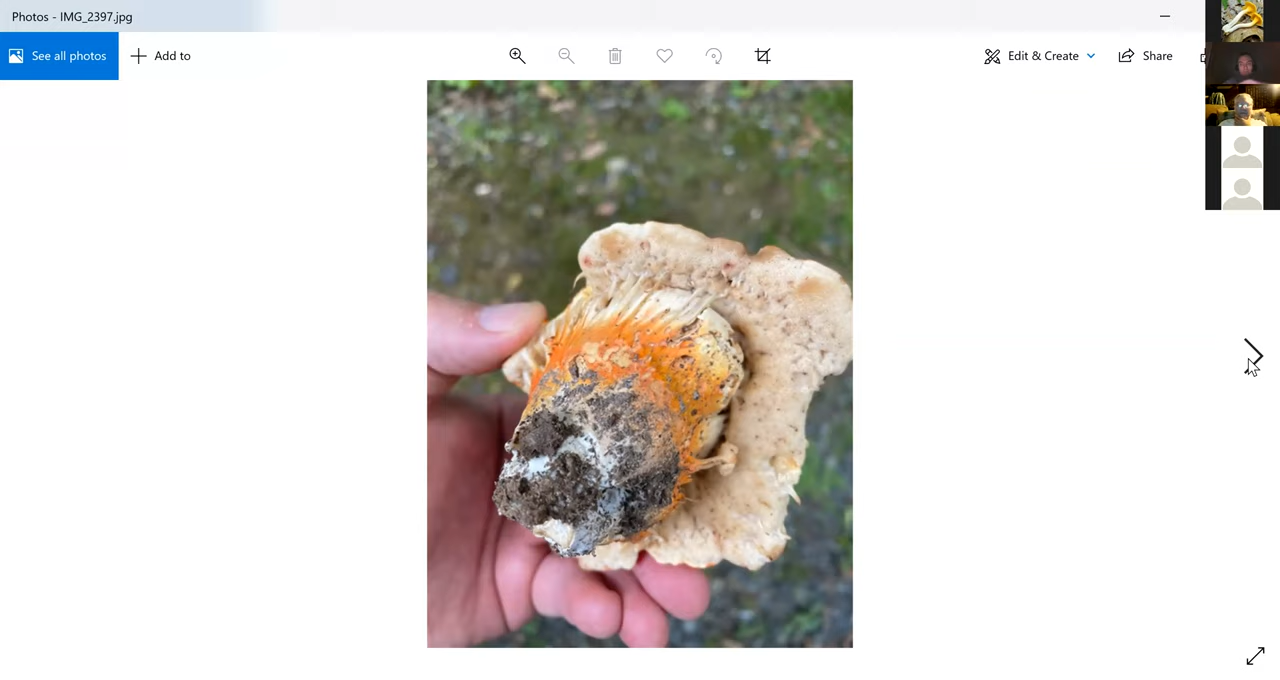 Photos - IMG_2397.jpg
See all photos
Add to
Edit & Create
Share